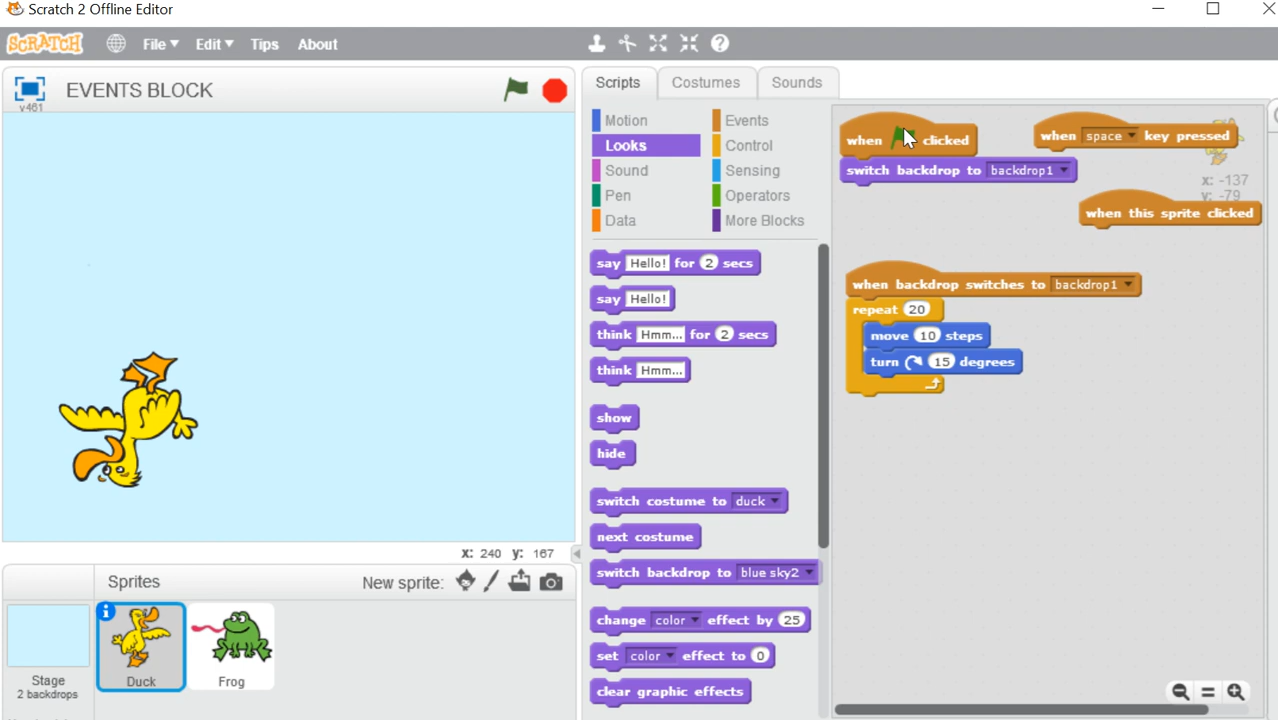 Scratch 2 Offline Editor
SCRATCH File Edit Tips About
v461 EVENTS BLOCK
Scripts Costumes Sounds
Motion Events
Looks Control
Sound Sensing
Pen Operators
Data More Blocks
say Hello! for 2 secs
say Hello!
think Hmm... for 2 secs
think Hmm...
show
hide
switch costume to duck
next costume
switch backdrop to blue sky2
change color effect by 25
set color effect to 0
clear graphic effects
when clicked
switch backdrop to backdrop1
when space key pressed
x: -137
y: -79
when this sprite clicked
when backdrop switches to backdrop1
repeat 20
move 10 steps
turn 15 degrees
x: 240 y: 167
Sprites New sprite:
Stage
2 backdrops
Duck
Frog